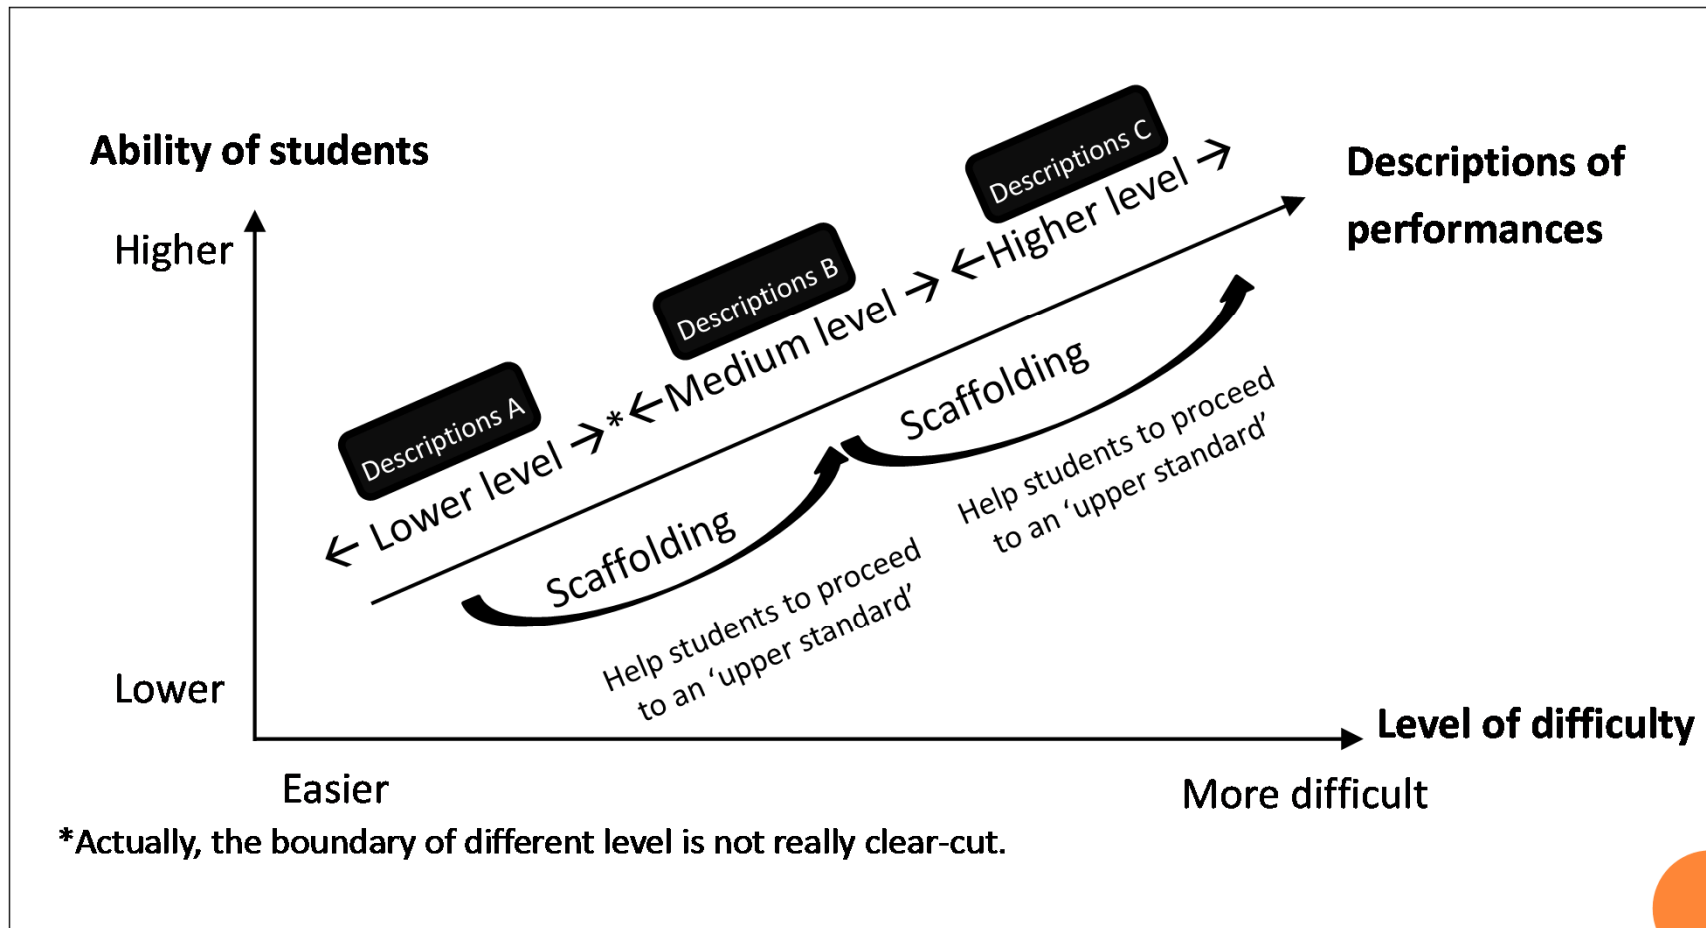 Ability of students
Higher
Lower
Descriptions A
← Lower level →*
Descriptions B
←Medium level →
Descriptions C
←Higher level →
Descriptions of
performances
Scaffolding
Help students to proceed
to an ‘upper standard’
Scaffolding
Help students to proceed
to an ‘upper standard’
Level of difficulty
Easier
More difficult
*Actually, the boundary of different level is not really clear-cut.